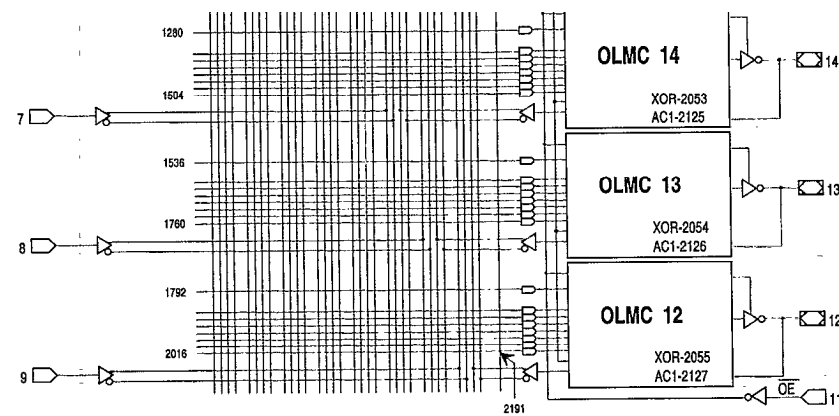 1280
OLMC 14
14
1504
XOR-2053
AC1-2125
7
1536
OLMC 13
13
1760
XOR-2054
AC1-2126
8
1792
OLMC 12
12
2016
XOR-2055
AC1-2127
9
OE
2191